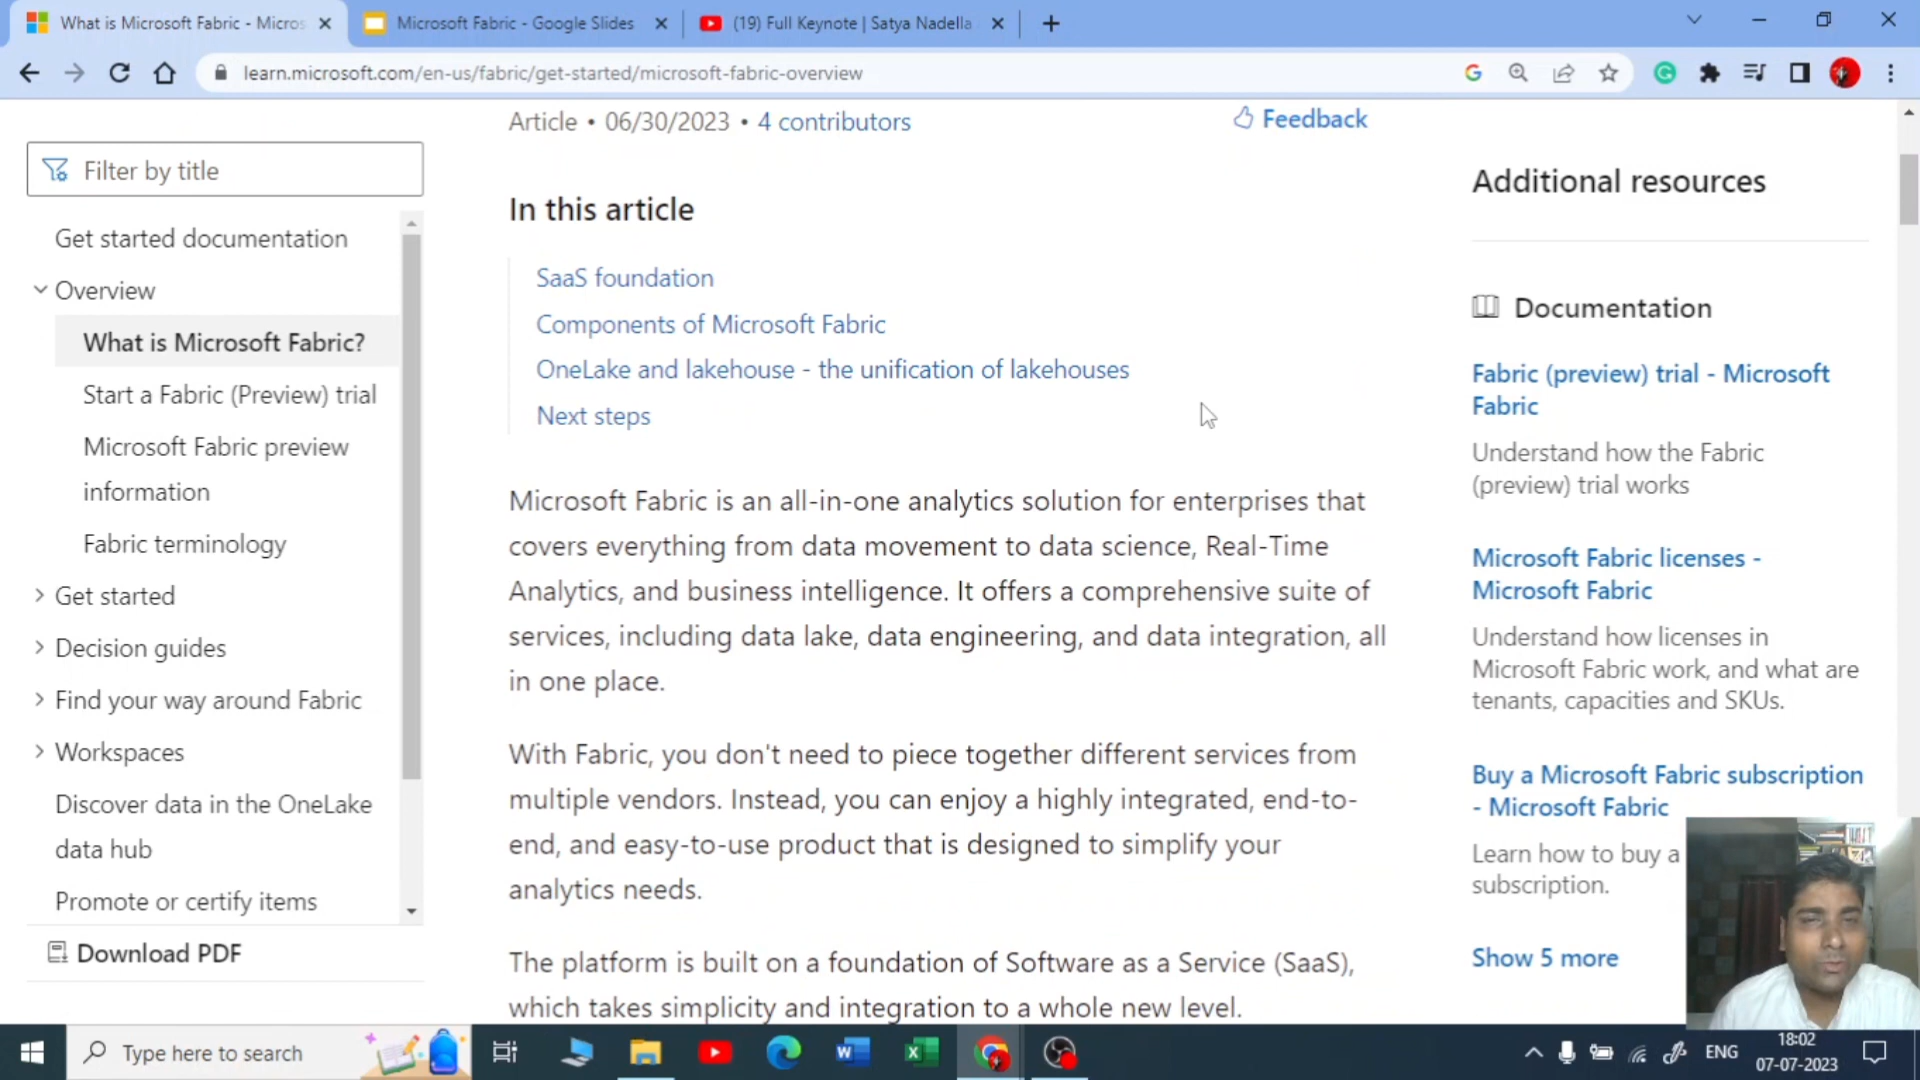 What is Microsoft Fabric - Micros
Microsoft Fabric - Google Slides
(19) Full Keynote | Satya Nadella
learn.microsoft.com/en-us/fabric/get-started/microsoft-fabric-overview
Filter by title
Get started documentation
Overview
What is Microsoft Fabric?
Start a Fabric (Preview) trial
Microsoft Fabric preview
information
Fabric terminology
Get started
Decision guides
Find your way around Fabric
Workspaces
Discover data in the OneLake
data hub
Promote or certify items
Download PDF
Article • 06/30/2023 • 4 contributors
Feedback
In this article
SaaS foundation
Components of Microsoft Fabric
OneLake and lakehouse - the unification of lakehouses
Next steps
Microsoft Fabric is an all-in-one analytics solution for enterprises that
covers everything from data movement to data science, Real-Time
Analytics, and business intelligence. It offers a comprehensive suite of
services, including data lake, data engineering, and data integration, all
in one place.
With Fabric, you don't need to piece together different services from
multiple vendors. Instead, you can enjoy a highly integrated, end-to-
end, and easy-to-use product that is designed to simplify your
analytics needs.
The platform is built on a foundation of Software as a Service (SaaS),
which takes simplicity and integration to a whole new level.
Additional resources
Documentation
Fabric (preview) trial - Microsoft
Fabric
Understand how the Fabric
(preview) trial works
Microsoft Fabric licenses -
Microsoft Fabric
Understand how licenses in
Microsoft Fabric work, and what are
tenants, capacities and SKUs.
Buy a Microsoft Fabric subscription
- Microsoft Fabric
Learn how to buy a
subscription.
Show 5 more
Type here to search
ENG
18:02
07-07-2023